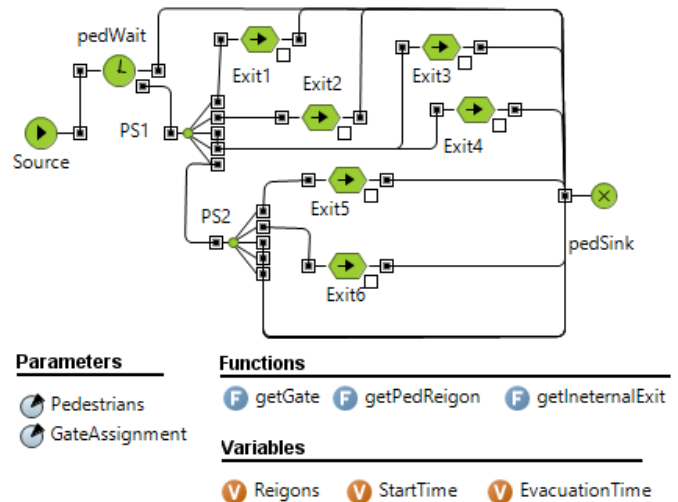 pedWait
Exit1
Exit2
Exit3
Source
PS1
Exit4
PS2
Exit5
pedSink
Exit6
Parameters
Pedestrians
GateAssignment
Functions
F getGate F getPedReigon F getIneternalExit
Variables
V Reigons V StartTime V EvacuationTime